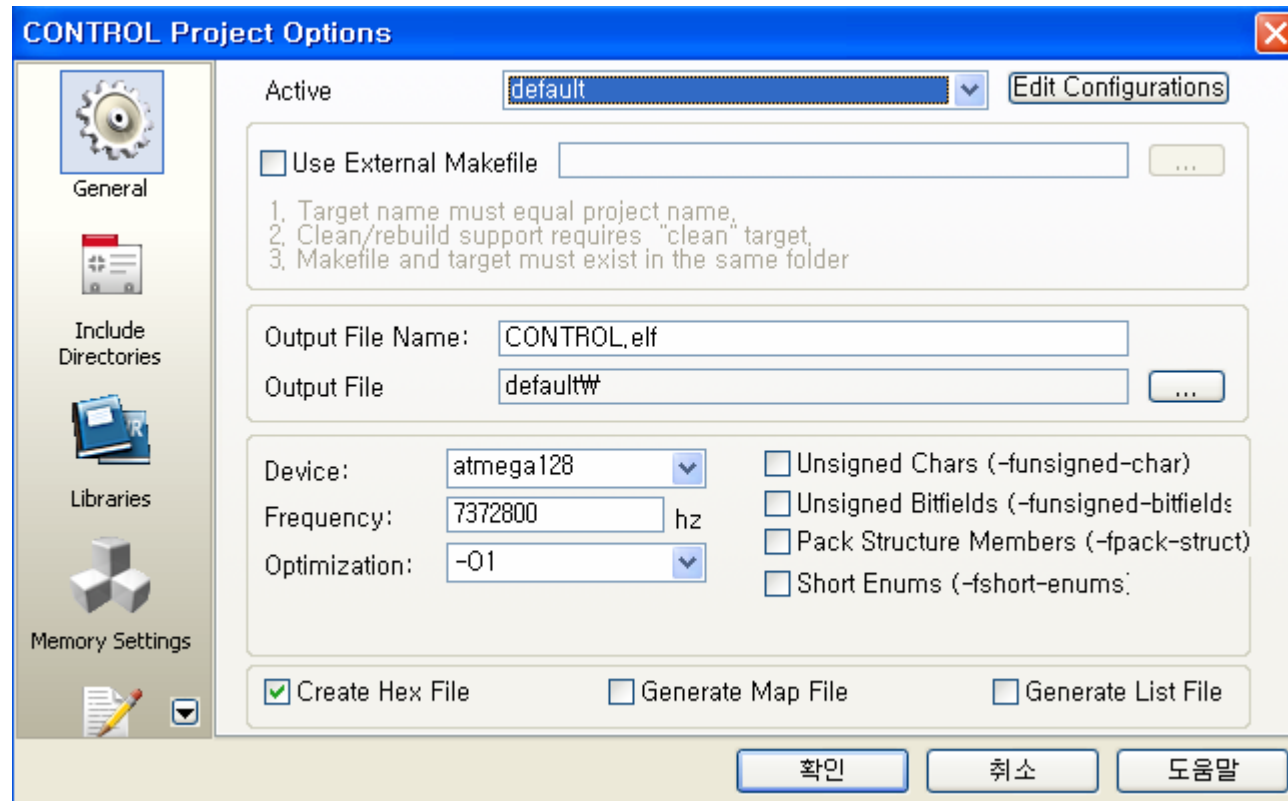 CONTROL Project Options
General
Include
Directories
Libraries
Memory Settings
Active
default
Edit Configurations
Use External Makefile
...
1, Target name must equal project name,
2, Clean/rebuild support requires "clean" target,
3, Makefile and target must exist in the same folder
Output File Name:
CONTROL,elf
Output File
default₩
...
Device:
atmega128
Frequency:
7372800
hz
Optimization:
-O1
Unsigned Chars (-funsigned-char)
Unsigned Bitfields (-funsigned-bitfields
Pack Structure Members (-fpack-struct)
Short Enums (-fshort-enums)
Create Hex File
Generate Map File
Generate List File
확인
취소
도움말